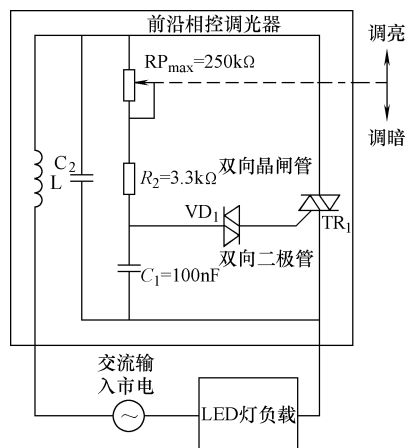 前沿相控调光器
调亮
RPmax=250kΩ
调暗
C2
L
R2=3.3kΩ
双向晶闸管
VD1
TR1
双向二极管
C1=100nF
交流输
入市电
~
LED灯负载